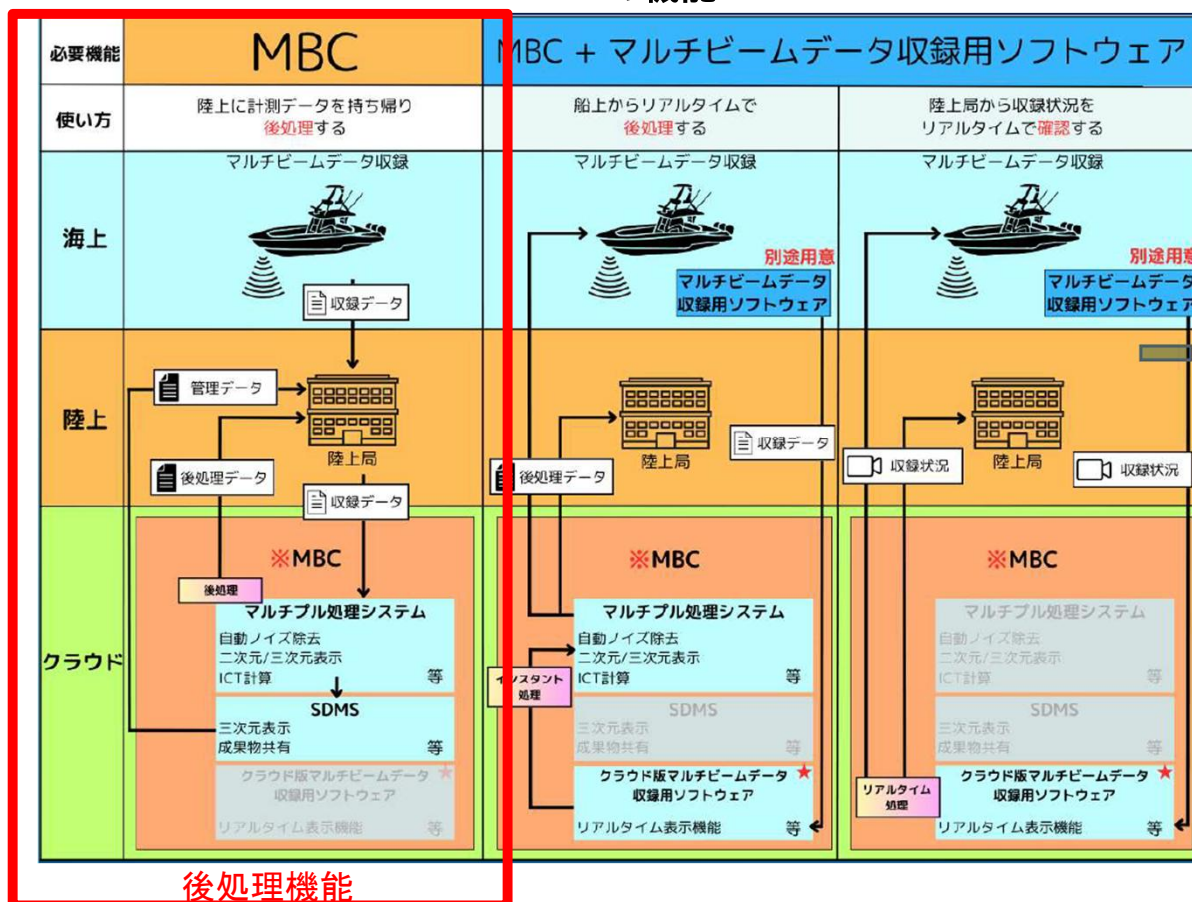 必要機能
MBC
MBC + マルチビームデータ収録用ソフトウェア
使い方
陸上に計測データを持ち帰り
後処理する
船上からリアルタイムで
後処理する
陸上局から収録状況を
リアルタイムで確認する
海上
マルチビームデータ収録
収録データ
マルチビームデータ収録
別途用意
マルチビームデータ
収録用ソフトウェア
マルチビームデータ収録
別途用意
マルチビームデータ
収録用ソフトウェア
陸上
管理データ
陸上局
後処理データ
収録データ
陸上局
収録データ
後処理データ
陸上局
収録状況
収録状況
クラウド
※MBC
後処理
マルチプル処理システム
自動ノイズ除去
二次元/三次元表示
ICT計算
等
SDMS
三次元表示
成果物共有
等
クラウド版マルチビームデータ★
収録用ソフトウェア
リアルタイム表示機能
等
※MBC
マルチプル処理システム
自動ノイズ除去
二次元/三次元表示
ICT計算
等
インスタント
処理
SDMS
三次元表示
成果物共有
等
クラウド版マルチビームデータ★
収録用ソフトウェア
リアルタイム表示機能
等
※MBC
マルチプル処理システム
自動ノイズ除去
二次元/三次元表示
ICT計算
等
SDMS
三次元表示
成果物共有
等
リアルタイム
処理
クラウド版マルチビームデータ★
収録用ソフトウェア
リアルタイム表示機能
等
後処理機能